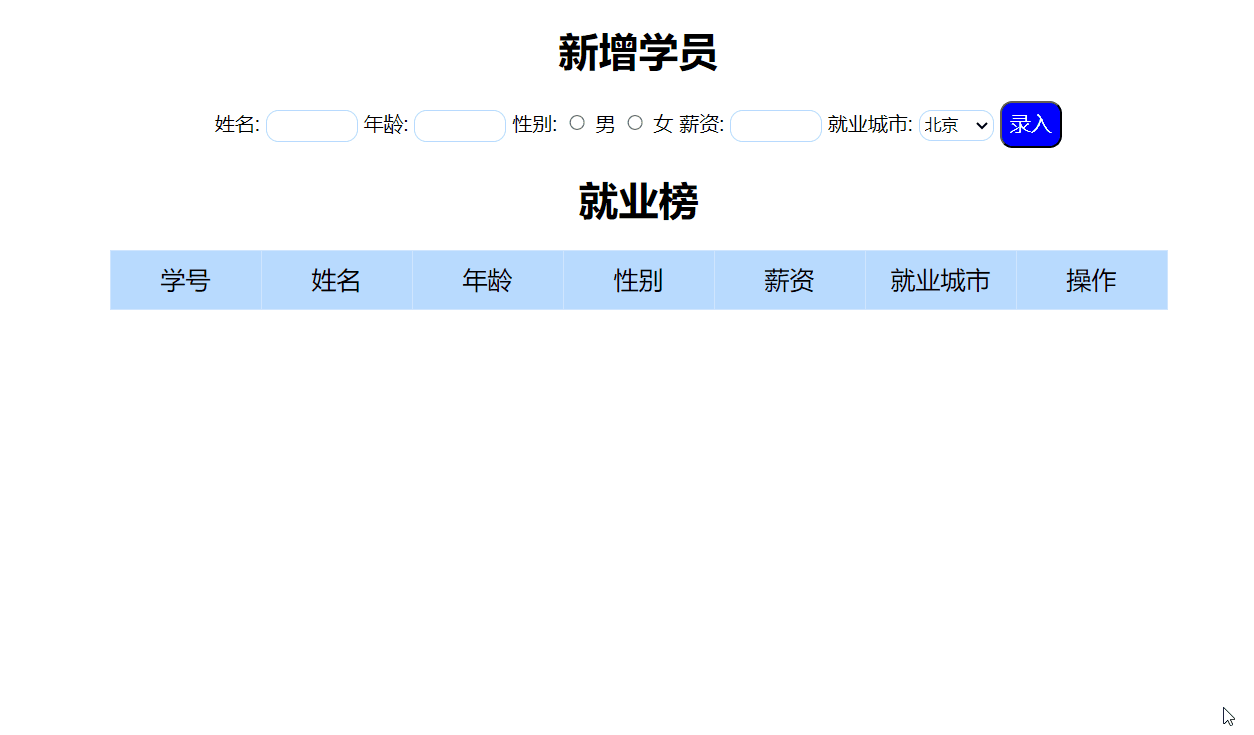 新增学员
姓名: 年龄: 性别: 男 女 薪资: 就业城市: 北京 录入
就业榜
学号 姓名 年龄 性别 薪资 就业城市 操作